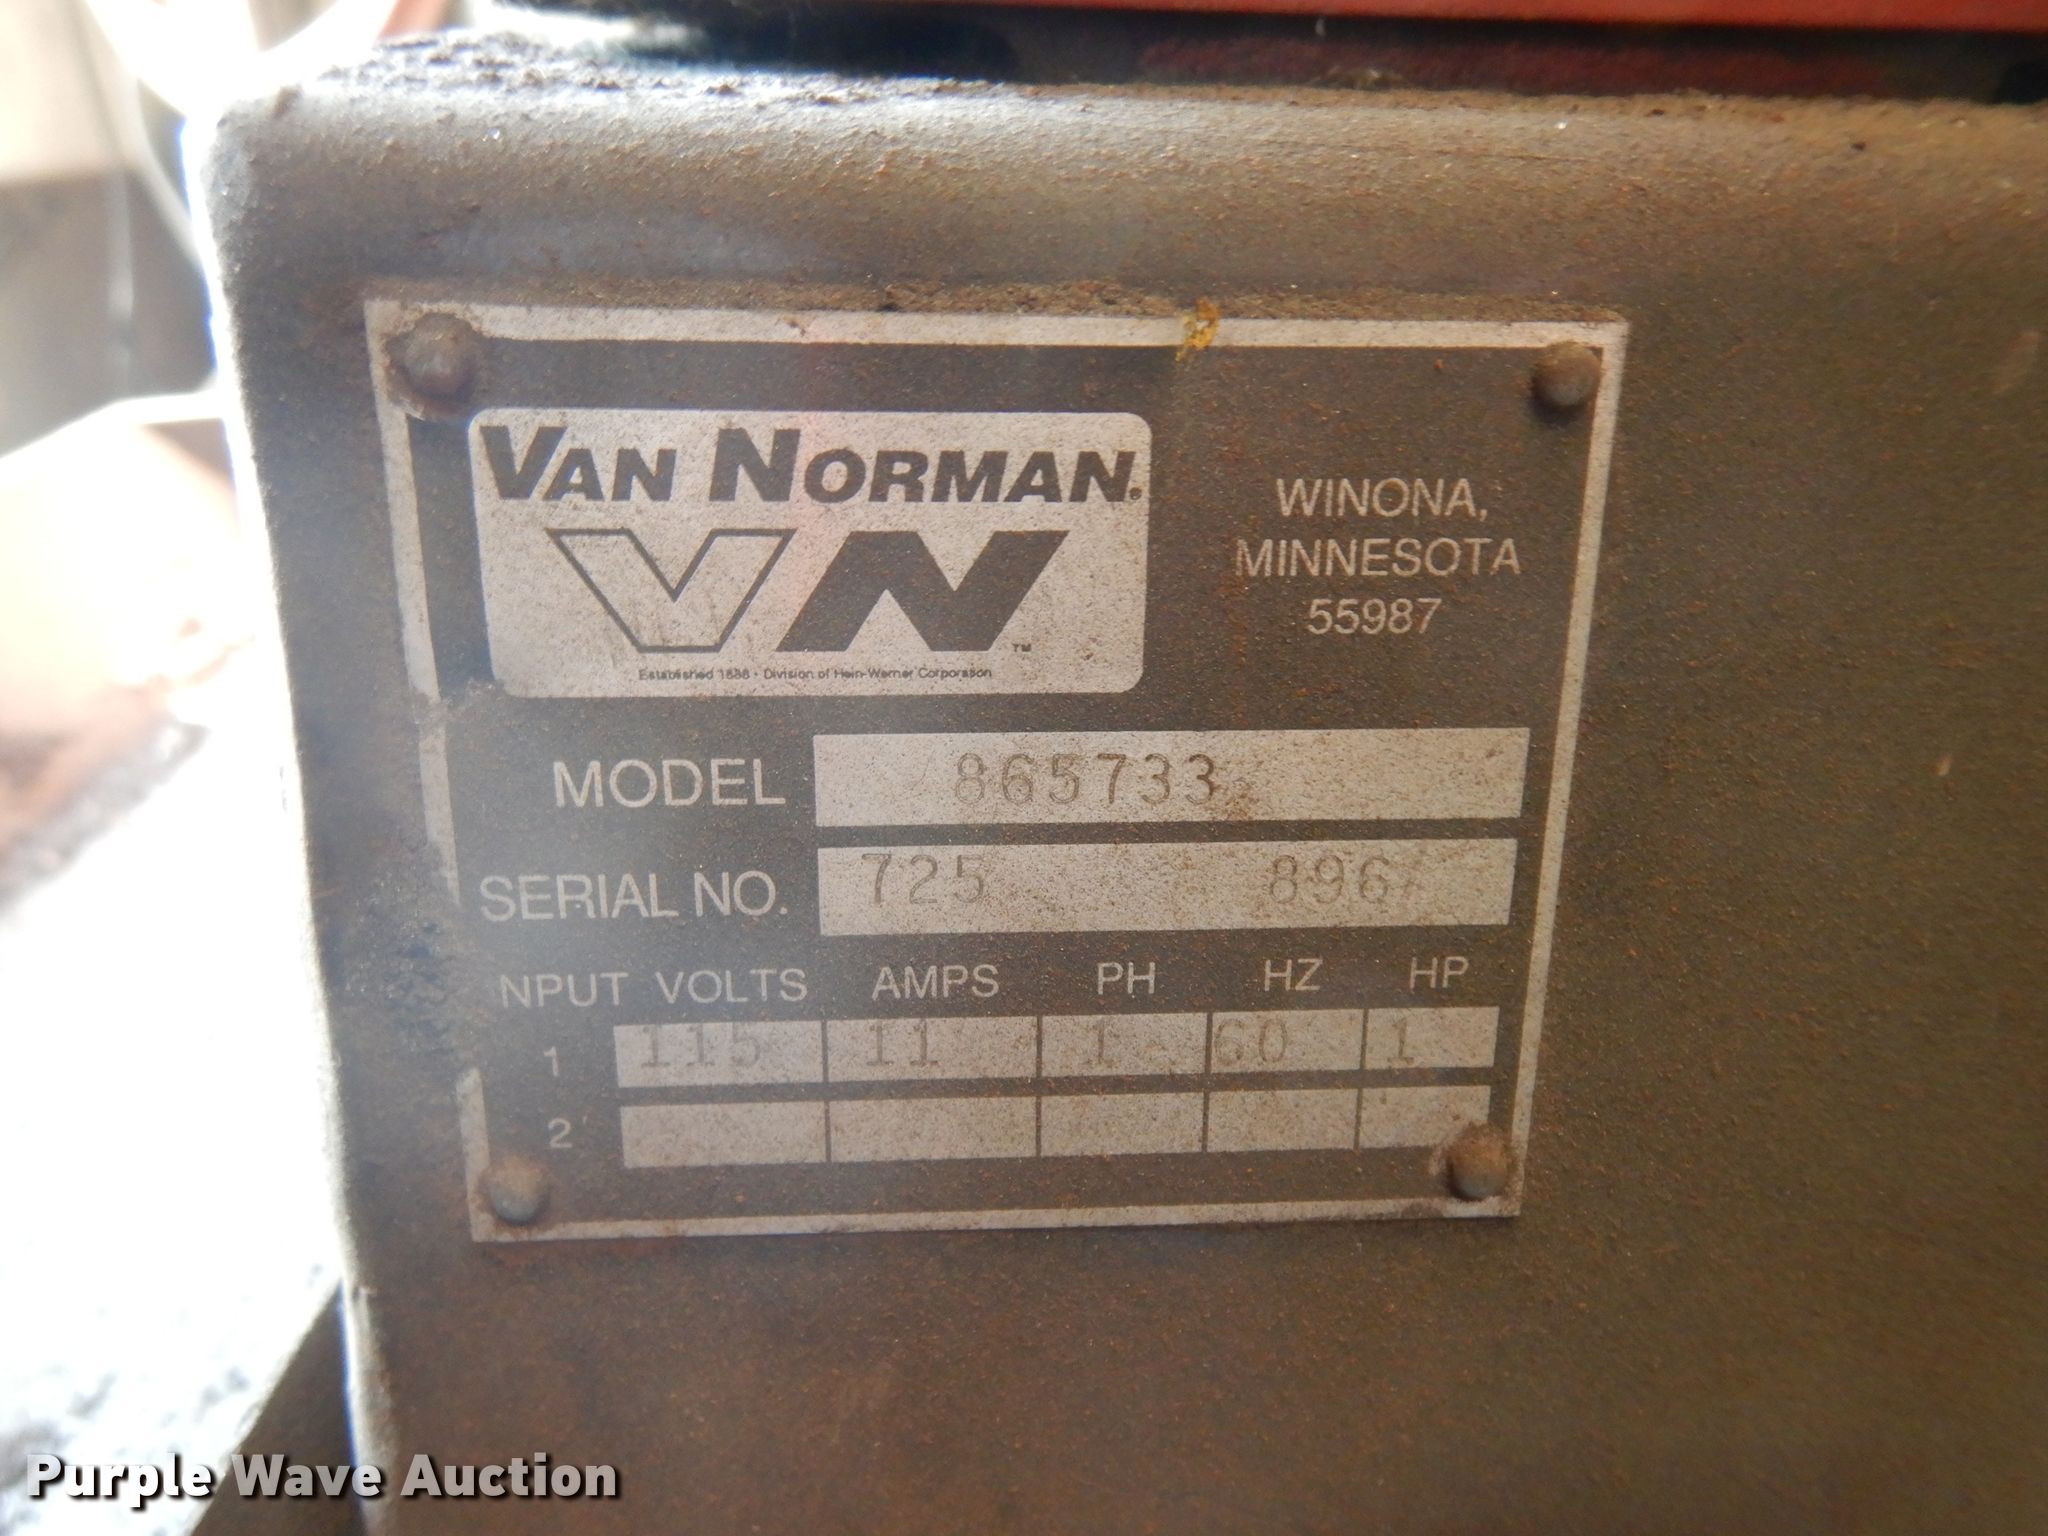 VAN NORMAN®
VN™
Established 1888 • Division of Hein-Werner Corporation
WINONA,
MINNESOTA
55987
MODEL 865733
SERIAL NO. 725 896
NPUT VOLTS AMPS PH HZ HP
1 115 11 1 60 1
2
Purple Wave Auction